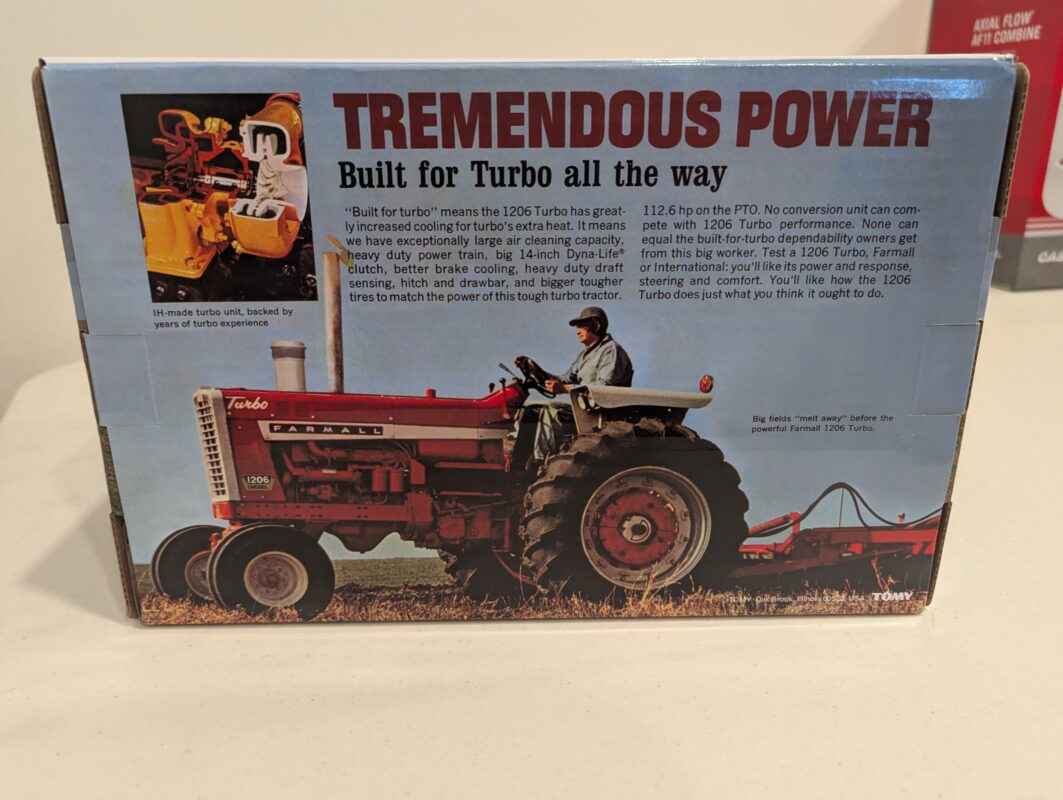 AXIAL FLOW
AF11 COMBINE
TREMENDOUS POWER
Built for Turbo all the way
"Built for turbo" means the 1206 Turbo has great-
ly increased cooling for turbo's extra heat. It means
we have exceptionally large air cleaning capacity,
heavy duty power train, big 14-inch Dyna-Life®
clutch, better brake cooling, heavy duty draft
sensing, hitch and drawbar, and bigger tougher
tires to match the power of this tough turbo tractor.
112.6 hp on the PTO. No conversion unit can com-
pete with 1206 Turbo performance. None can
equal the built-for-turbo dependability owners get
from this big worker. Test a 1206 Turbo, Farmall
or International: you'll like its power and response,
steering and comfort. You'll like how the 1206
Turbo does just what you think it ought to do.
IH-made turbo unit, backed by
years of turbo experience
Turbo
FARMALL
1206
Big fields "melt away" before the
powerful Farmall 1206 Turbo.
TOMY Oak Brook, Illinois USA TOMY